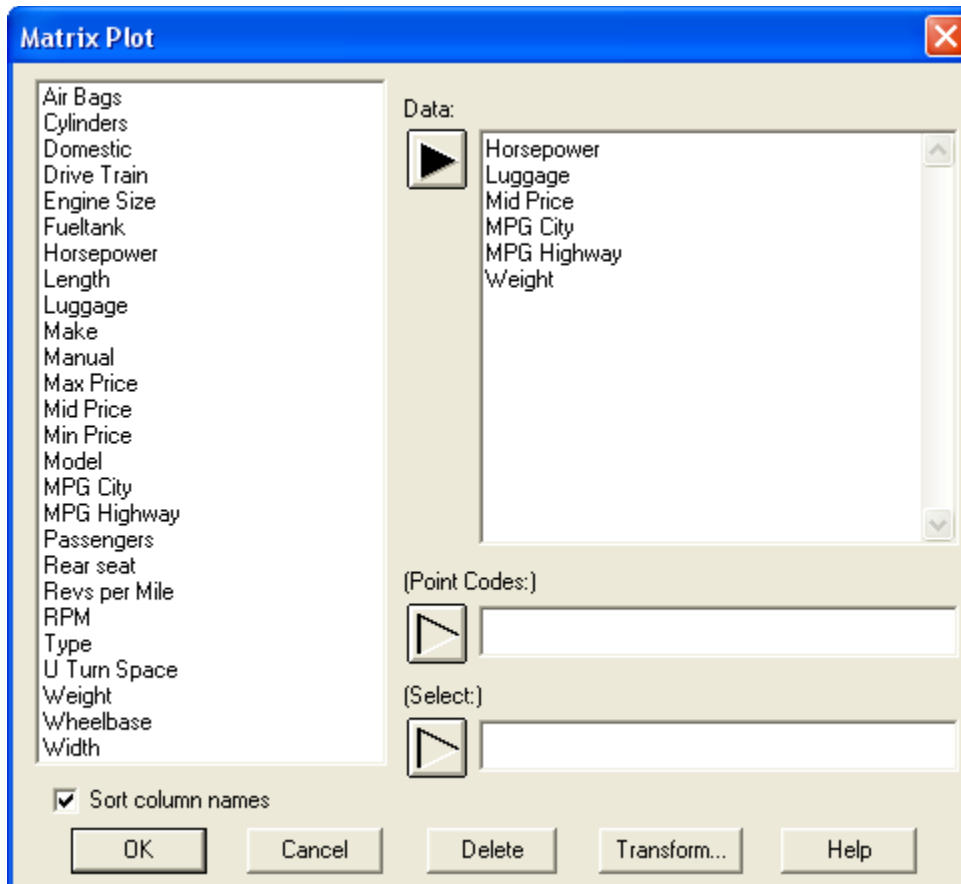 Matrix Plot
Air Bags
Cylinders
Domestic
Drive Train
Engine Size
Fueltank
Horsepower
Length
Luggage
Make
Manual
Max Price
Mid Price
Min Price
Model
MPG City
MPG Highway
Passengers
Rear seat
Revs per Mile
RPM
Type
U Turn Space
Weight
Wheelbase
Width
Data:
Horsepower
Luggage
Mid Price
MPG City
MPG Highway
Weight
(Point Codes:)
(Select:)
Sort column names
OK Cancel Delete Transform... Help